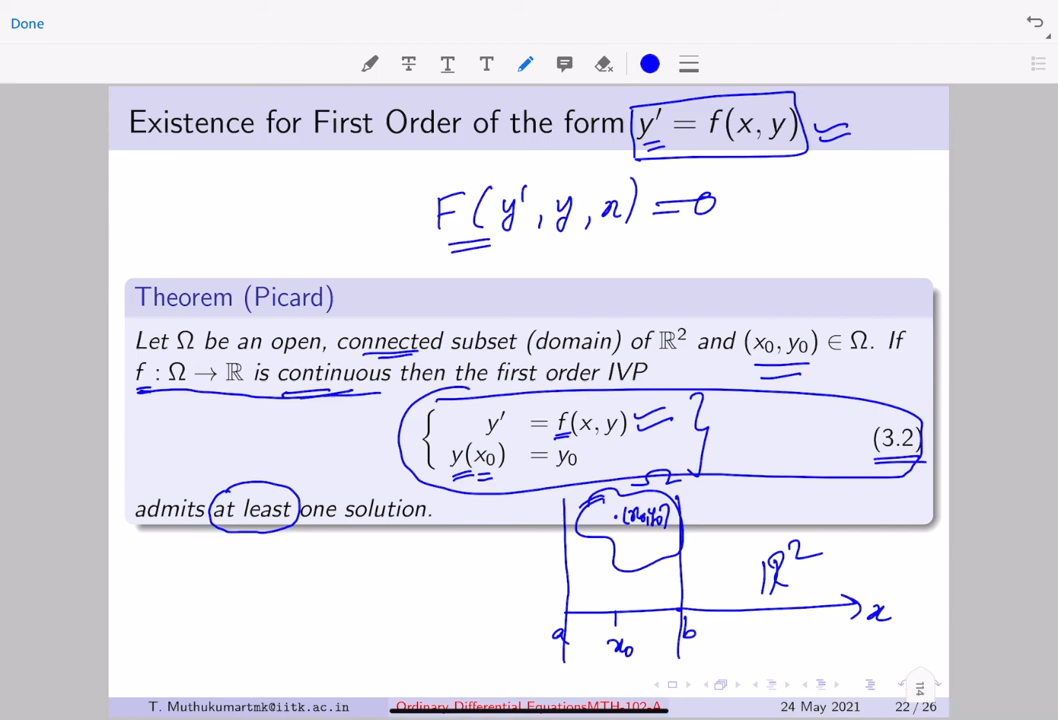 Done
Existence for First Order of the form y′ = f(x, y)
F(y′, y, x) = 0
Theorem (Picard)
Let Ω be an open, connected subset (domain) of ℝ² and (x₀, y₀) ∈ Ω. If
f : Ω → ℝ is continuous then the first order IVP
y′ = f(x, y)
y(x₀) = y₀
(3.2)
admits at least one solution.
Ω
(x₀, y₀)
ℝ²
x
a
x₀
b
114
T. Muthukumartmk@iitk.ac.in
Ordinary Differential EquationsMTH-102-A
24 May 2021
22 / 26